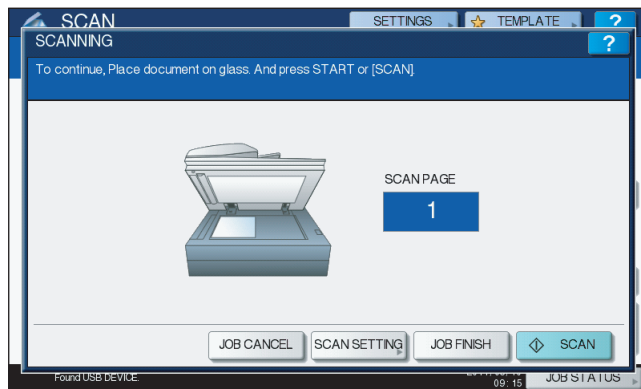 SCAN
SETTINGS
TEMPLATE
?
SCANNING
?
To continue, Place document on glass. And press START or [SCAN].
SCAN PAGE
1
JOB CANCEL
SCAN SETTING
JOB FINISH
SCAN
Found USB DEVICE.
09: 15
JOB STATUS